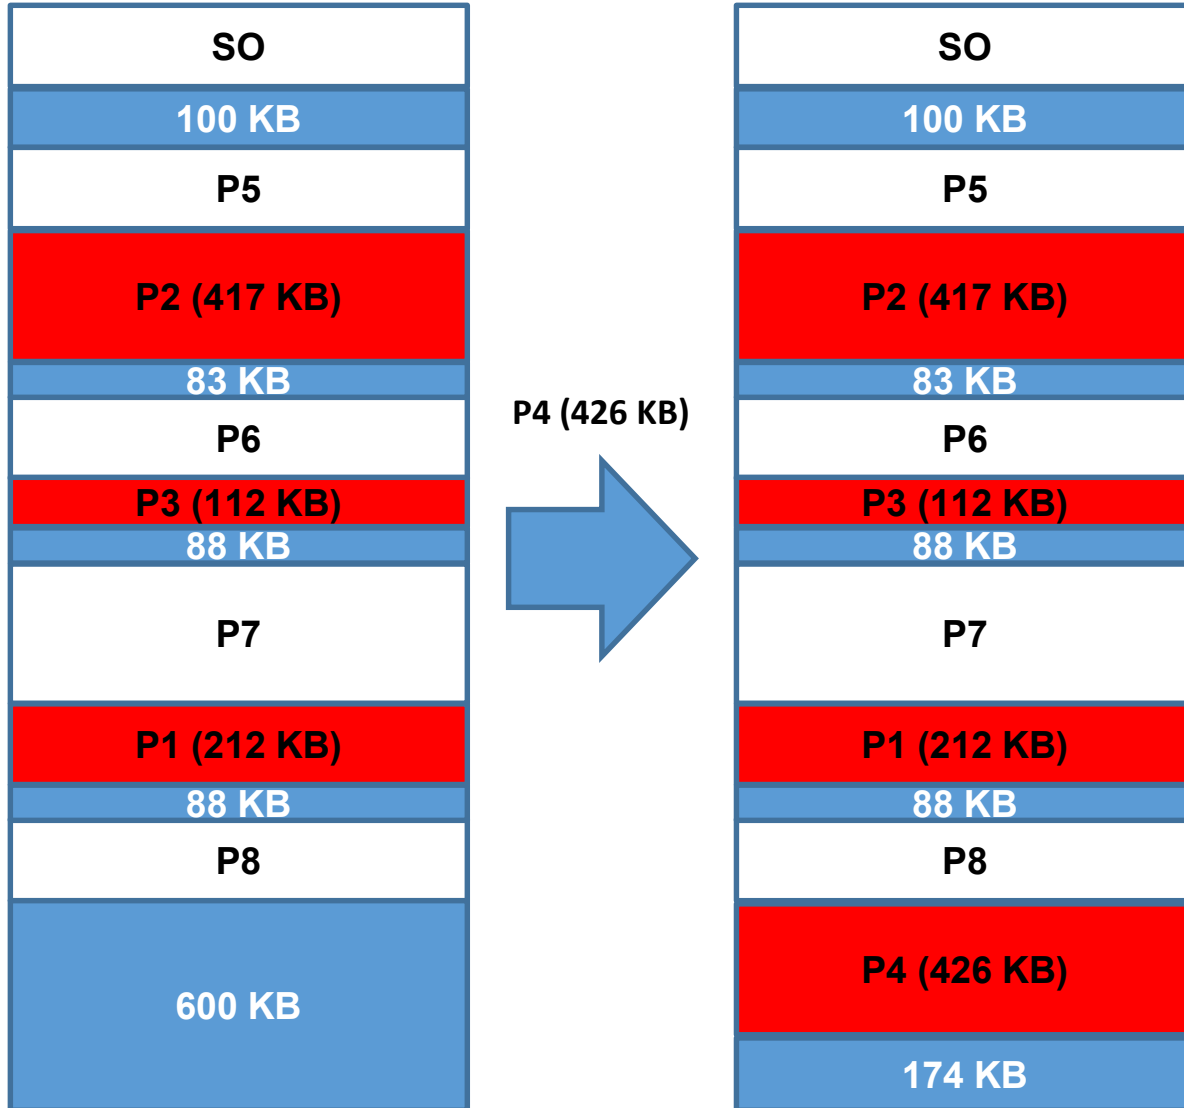 SO
100 KB
P5
P2 (417 KB)
83 KB
P6
P3 (112 KB)
88 KB
P7
P1 (212 KB)
88 KB
P8
600 KB
P4 (426 KB)
SO
100 KB
P5
P2 (417 KB)
83 KB
P6
P3 (112 KB)
88 KB
P7
P1 (212 KB)
88 KB
P8
P4 (426 KB)
174 KB